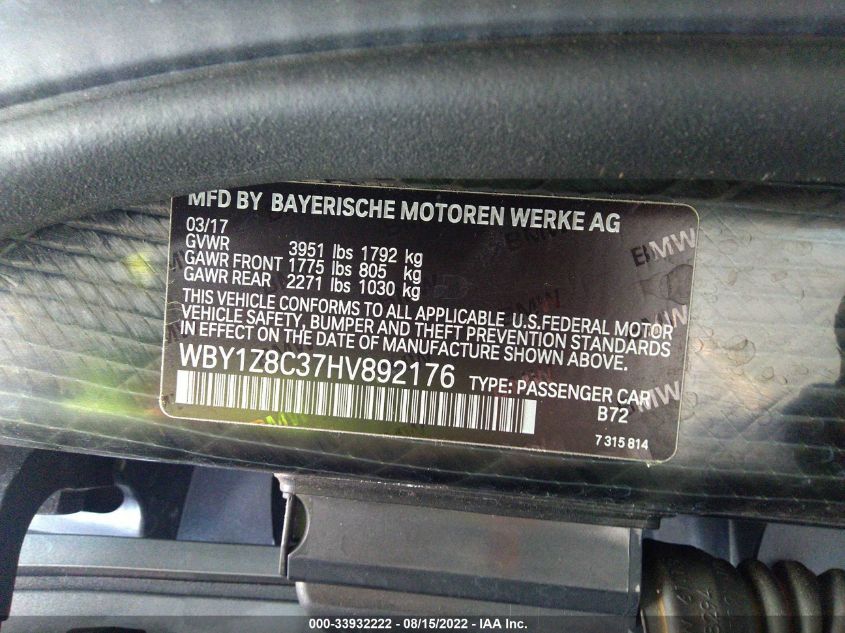 MFD BY BAYERISCHE MOTOREN WERKE AG
03/17
GVWR 3951 lbs 1792 kg
GAWR FRONT 1775 lbs 805 kg
GAWR REAR 2271 lbs 1030 kg
THIS VEHICLE CONFORMS TO ALL APPLICABLE U.S.FEDERAL MOTOR
VEHICLE SAFETY, BUMPER AND THEFT PREVENTION STANDARDS
IN EFFECT ON THE DATE OF MANUFACTURE SHOWN ABOVE.
WBY1Z8C37HV892176 TYPE: PASSENGER CAR
B72
7 315 814
BMW
BMW
BMW
000-33932222 - 08/15/2022 - IAA Inc.